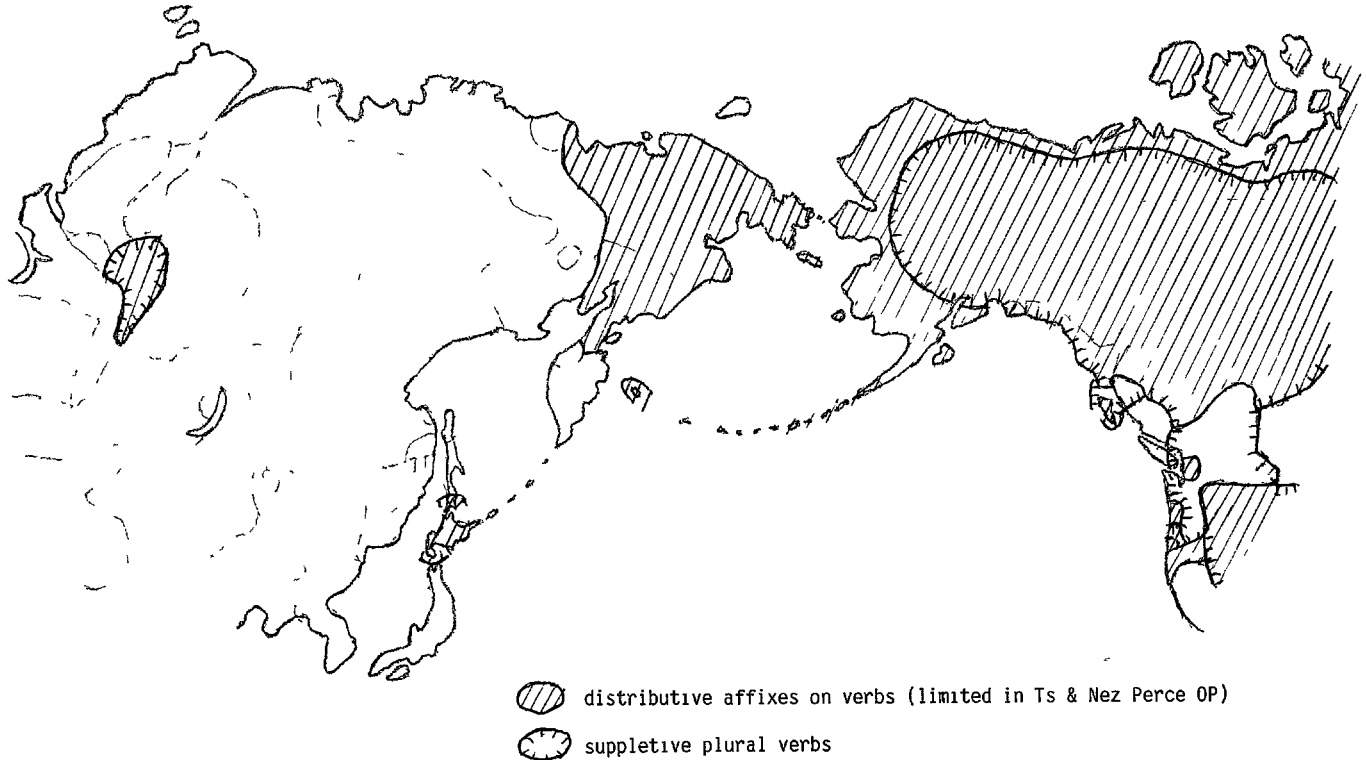 distributive affixes on verbs (limited in Ts & Nez Perce OP)
suppletive plural verbs